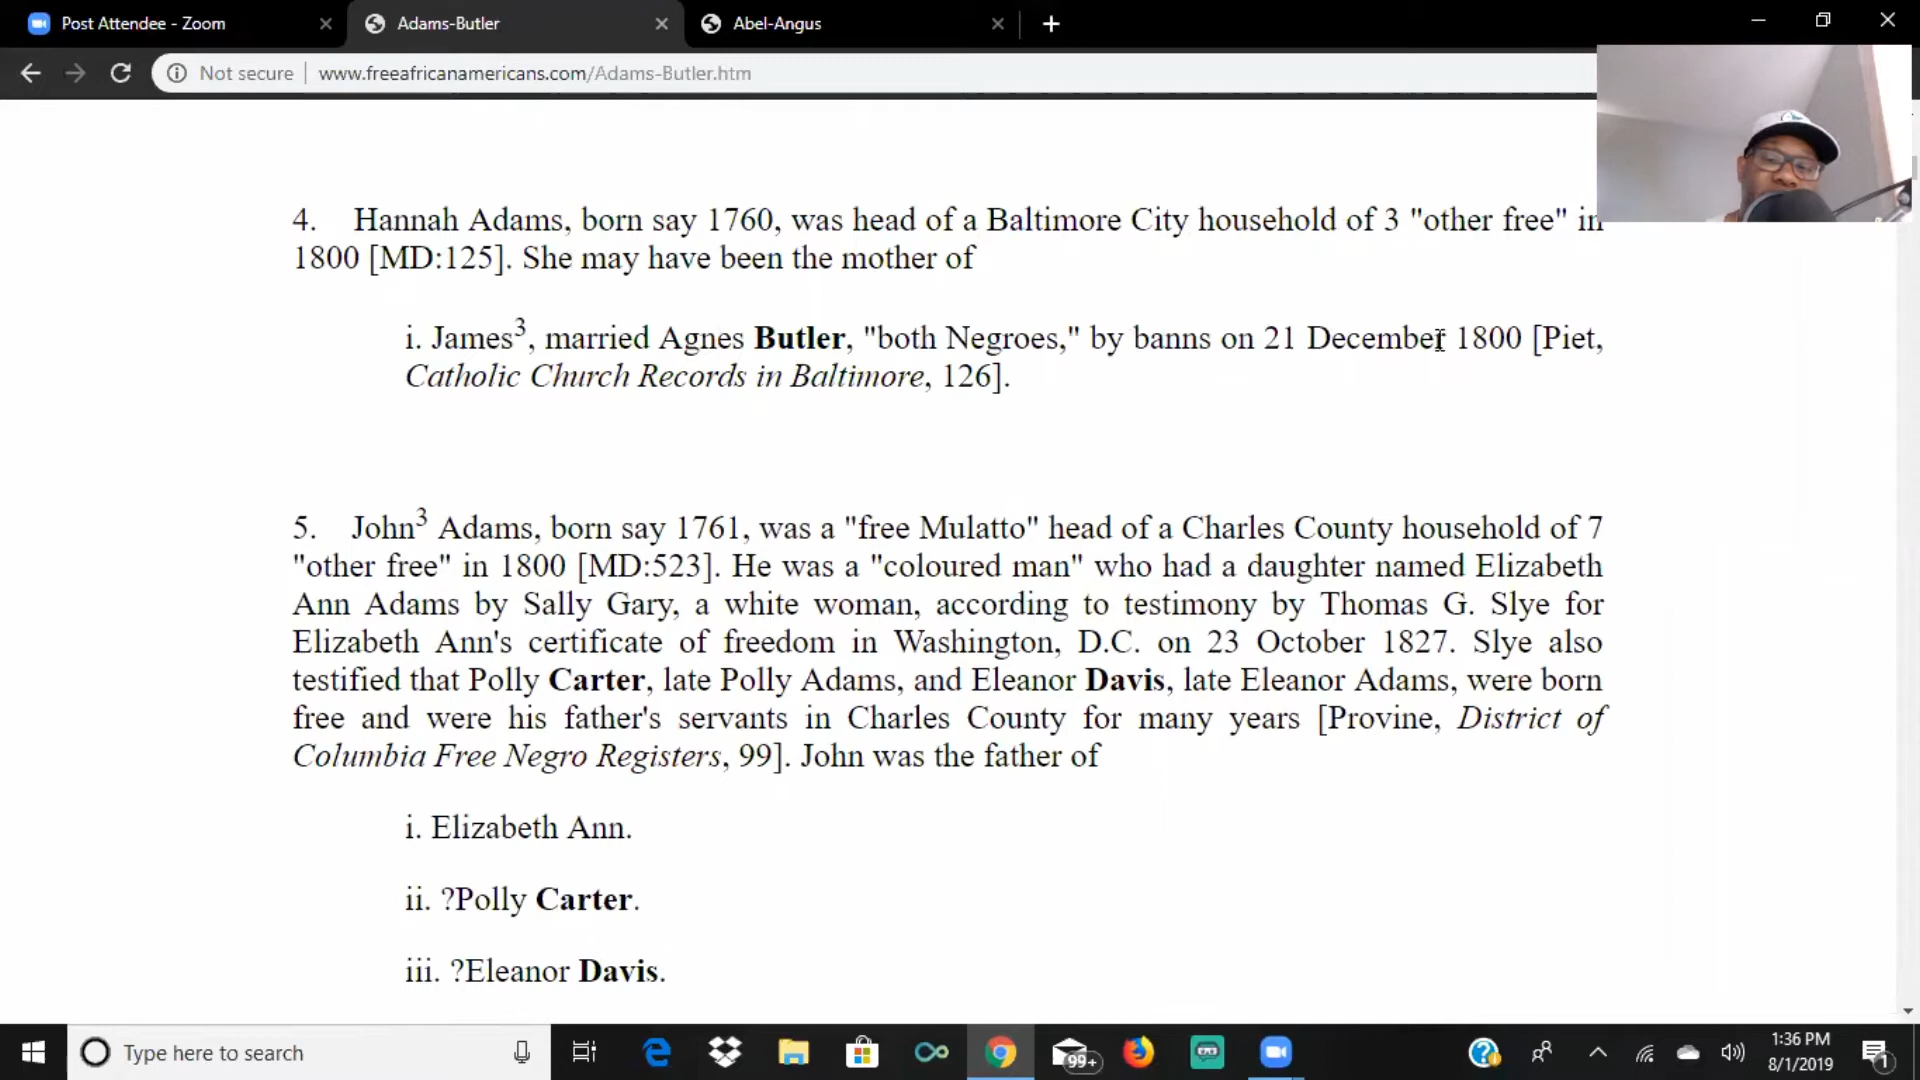 Post Attendee - Zoom
Adams-Butler
Abel-Angus
Not secure
www.freeafricanamericans.com/Adams-Butler.htm
4. Hannah Adams, born say 1760, was head of a Baltimore City household of 3 "other free" in
1800 [MD:125]. She may have been the mother of
i. James3, married Agnes Butler, "both Negroes," by banns on 21 December 1800 [Piet,
Catholic Church Records in Baltimore, 126].
5. John3 Adams, born say 1761, was a "free Mulatto" head of a Charles County household of 7
"other free" in 1800 [MD:523]. He was a "coloured man" who had a daughter named Elizabeth
Ann Adams by Sally Gary, a white woman, according to testimony by Thomas G. Slye for
Elizabeth Ann's certificate of freedom in Washington, D.C. on 23 October 1827. Slye also
testified that Polly Carter, late Polly Adams, and Eleanor Davis, late Eleanor Adams, were born
free and were his father's servants in Charles County for many years [Provine, District of
Columbia Free Negro Registers, 99]. John was the father of
i. Elizabeth Ann.
ii. ?Polly Carter.
iii. ?Eleanor Davis.
Type here to search
99+
1:36 PM
8/1/2019
1